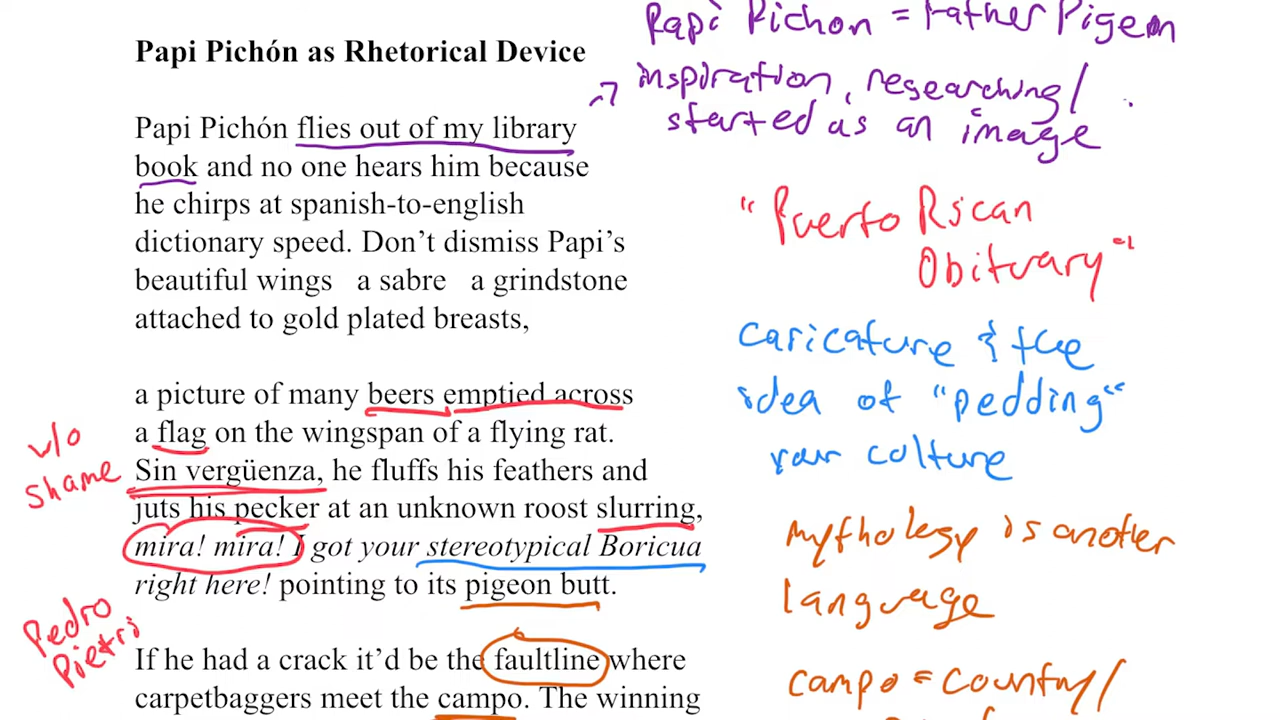 Papi Pichón as Rhetorical Device
Papi Pichon = Father Pigeon
inspiration, researching/
started as an image
Papi Pichón flies out of my library
book and no one hears him because
he chirps at spanish-to-english
dictionary speed. Don’t dismiss Papi’s
beautiful wings a sabre a grindstone
attached to gold plated breasts,
"Puerto Rican
Obituary"
a picture of many beers emptied across
a flag on the wingspan of a flying rat.
Sin vergüenza, he fluffs his feathers and
juts his pecker at an unknown roost slurring,
mira! mira! I got your stereotypical Boricua
right here! pointing to its pigeon butt.
w/o
shame
caricature & the
idea of "pedding"
your culture
mythology is another
language
Pedro
Pietri
If he had a crack it’d be the faultline where
carpetbaggers meet the campo. The winning
campo = country/